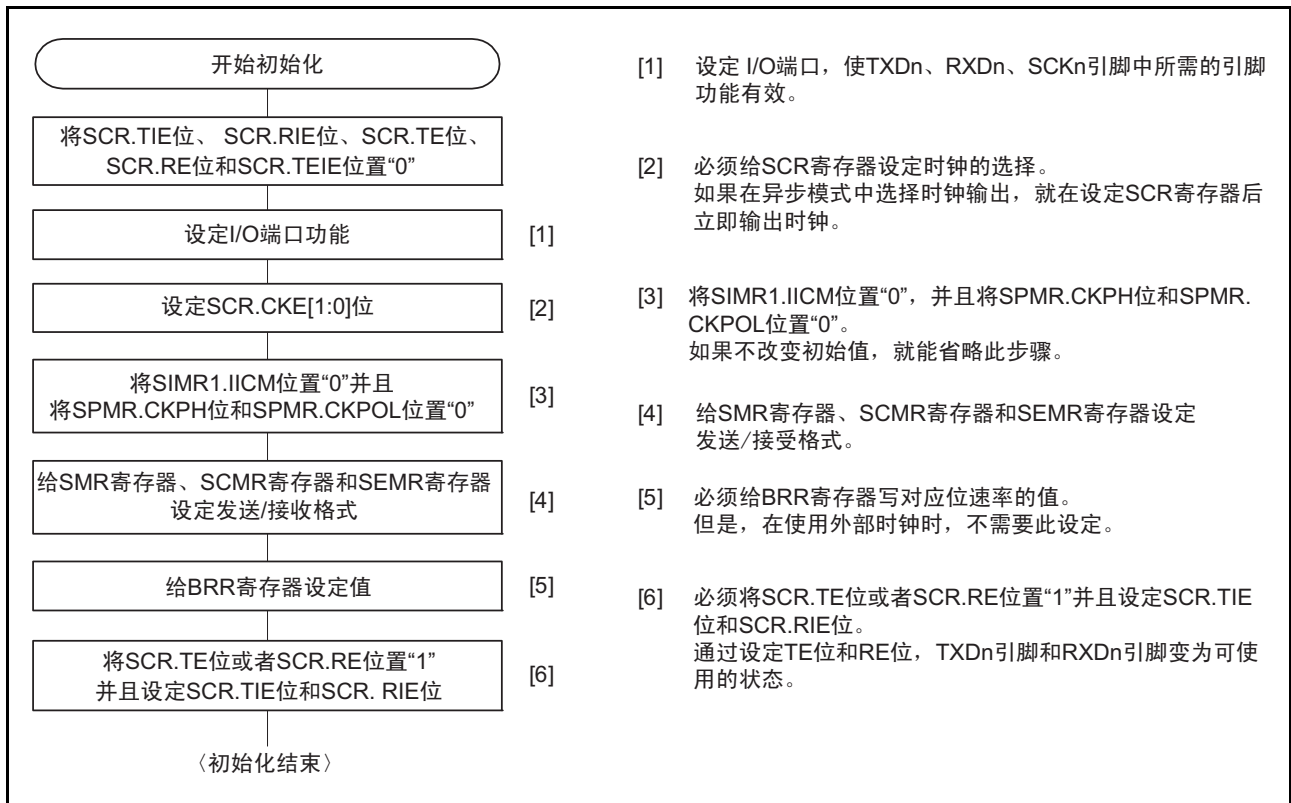 开始初始化
将SCR.TIE位、 SCR.RIE位、SCR.TE位、
SCR.RE位和SCR.TEIE位置“0”
设定I/O端口功能
[1]
设定SCR.CKE[1:0]位
[2]
将SIMR1.IICM位置“0”并且
将SPMR.CKPH位和SPMR.CKPOL位置“0”
[3]
给SMR寄存器、SCMR寄存器和SEMR寄存器
设定发送/接收格式
[4]
给BRR寄存器设定值
[5]
将SCR.TE位或者SCR.RE位置“1”
并且设定SCR.TIE位和SCR. RIE位
[6]
〈初始化结束〉
[1] 设定 I/O端口，使TXDn、RXDn、SCKn引脚中所需的引脚
功能有效。
[2] 必须给SCR寄存器设定时钟的选择。
如果在异步模式中选择时钟输出，就在设定SCR寄存器后
立即输出时钟。
[3] 将SIMR1.IICM位置“0”，并且将SPMR.CKPH位和SPMR.
CKPOL位置“0”。
如果不改变初始值，就能省略此步骤。
[4] 给SMR寄存器、SCMR寄存器和SEMR寄存器设定
发送/接受格式。
[5] 必须给BRR寄存器写对应位速率的值。
但是，在使用外部时钟时，不需要此设定。
[6] 必须将SCR.TE位或者SCR.RE位置“1”并且设定SCR.TIE
位和SCR.RIE位。
通过设定TE位和RE位，TXDn引脚和RXDn引脚变为可使
用的状态。